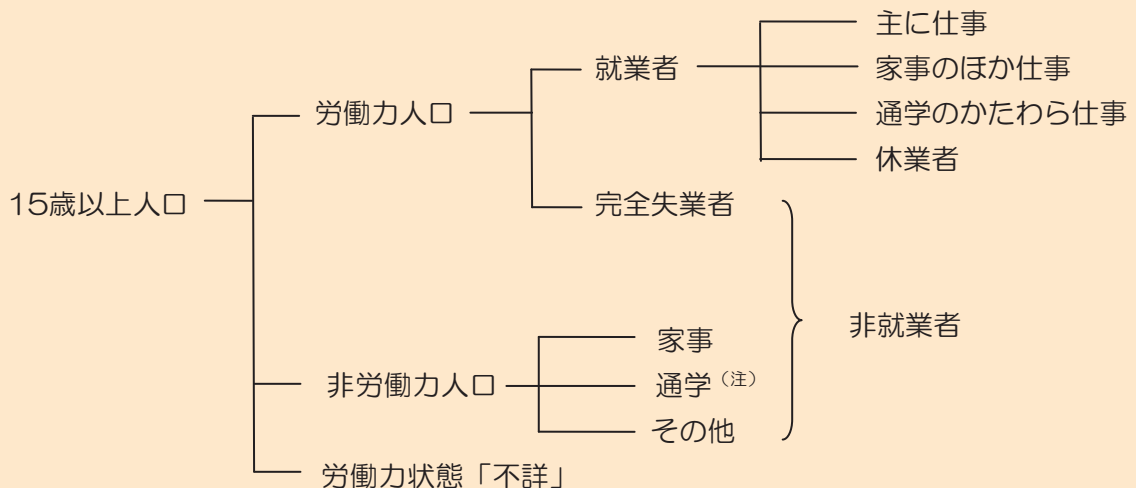 15歳以上人口
労働力人口
就業者
主に仕事
家事のほか仕事
通学のかたわら仕事
休業者
完全失業者
非労働力人口
家事
通学(注)
その他
非就業者
労働力状態「不詳」